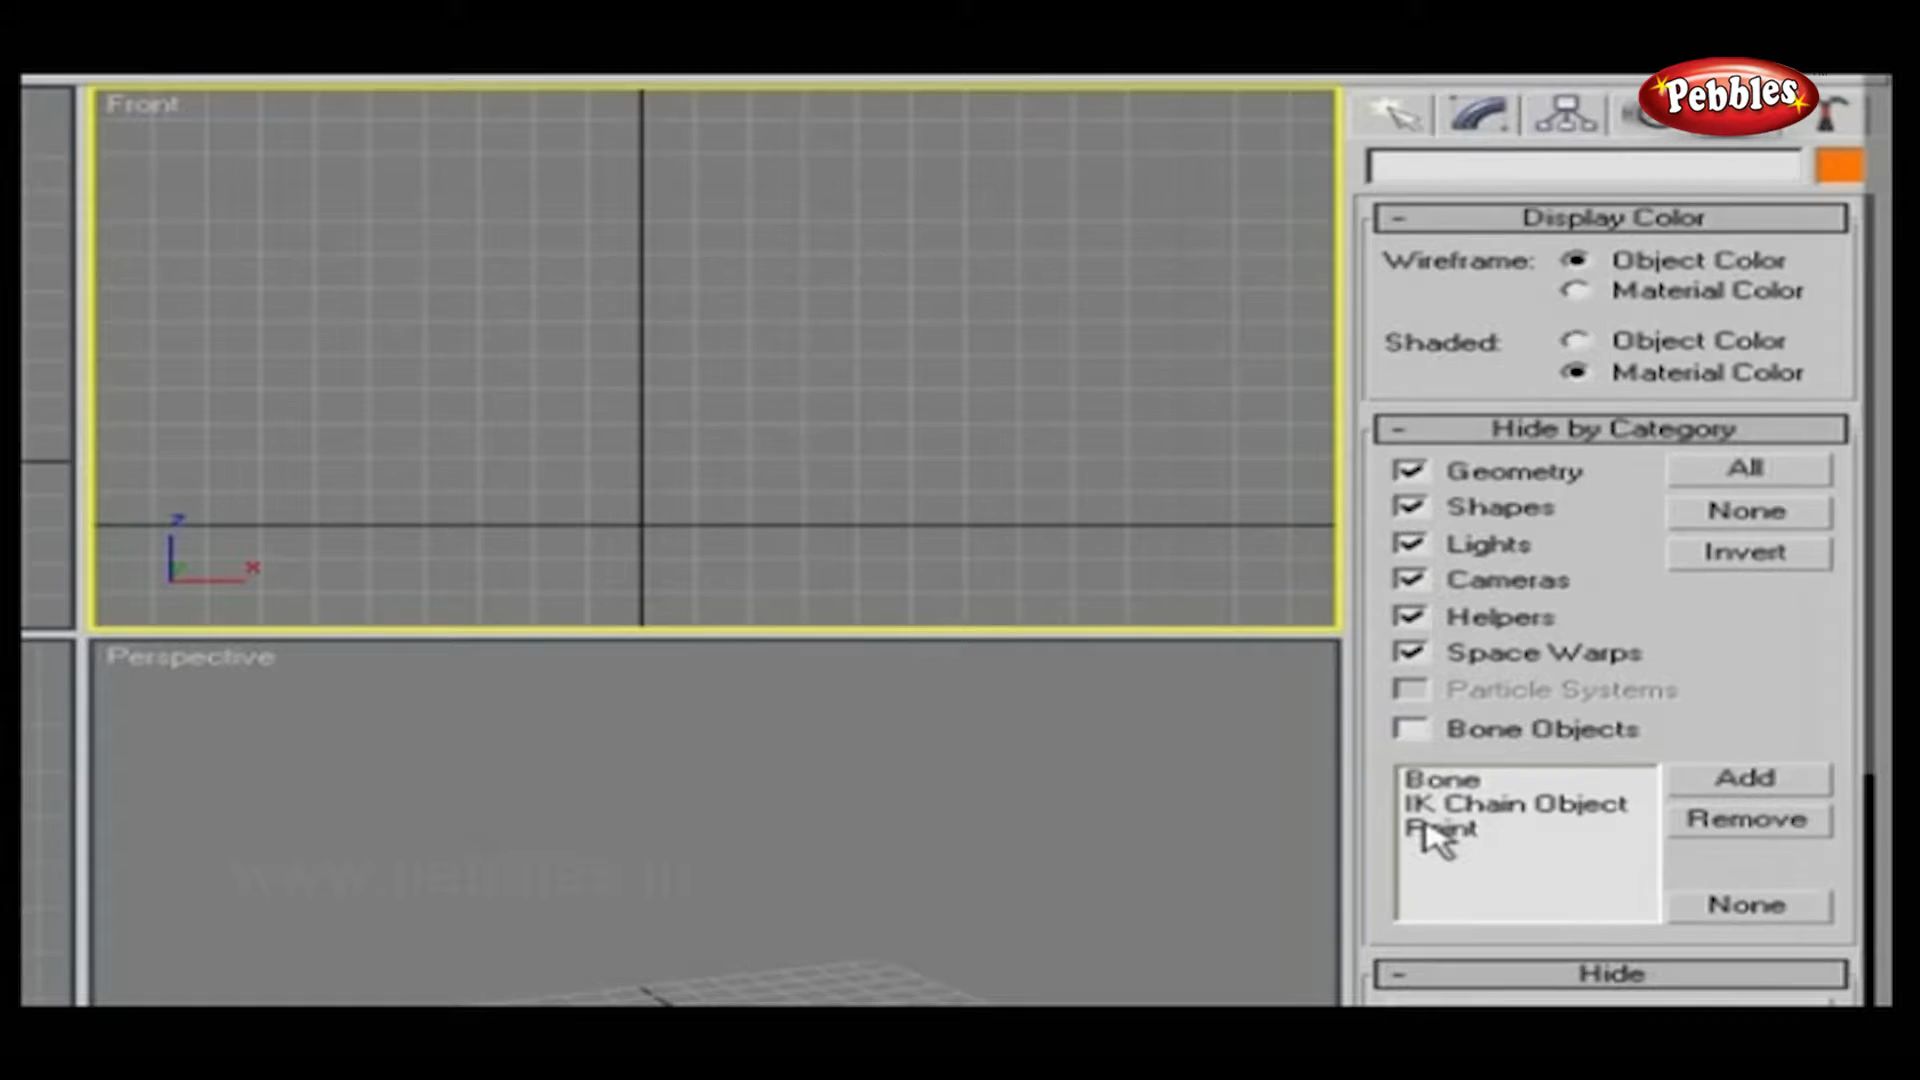 Pebbles
Front
z
x
Perspective
- Display Color
Wireframe: Object Color
Material Color
Shaded: Object Color
Material Color
- Hide by Category
Geometry All
Shapes None
Lights Invert
Cameras
Helpers
Space Warps
Particle Systems
Bone Objects
Bone Add
IK Chain Object Remove
Point
None
- Hide